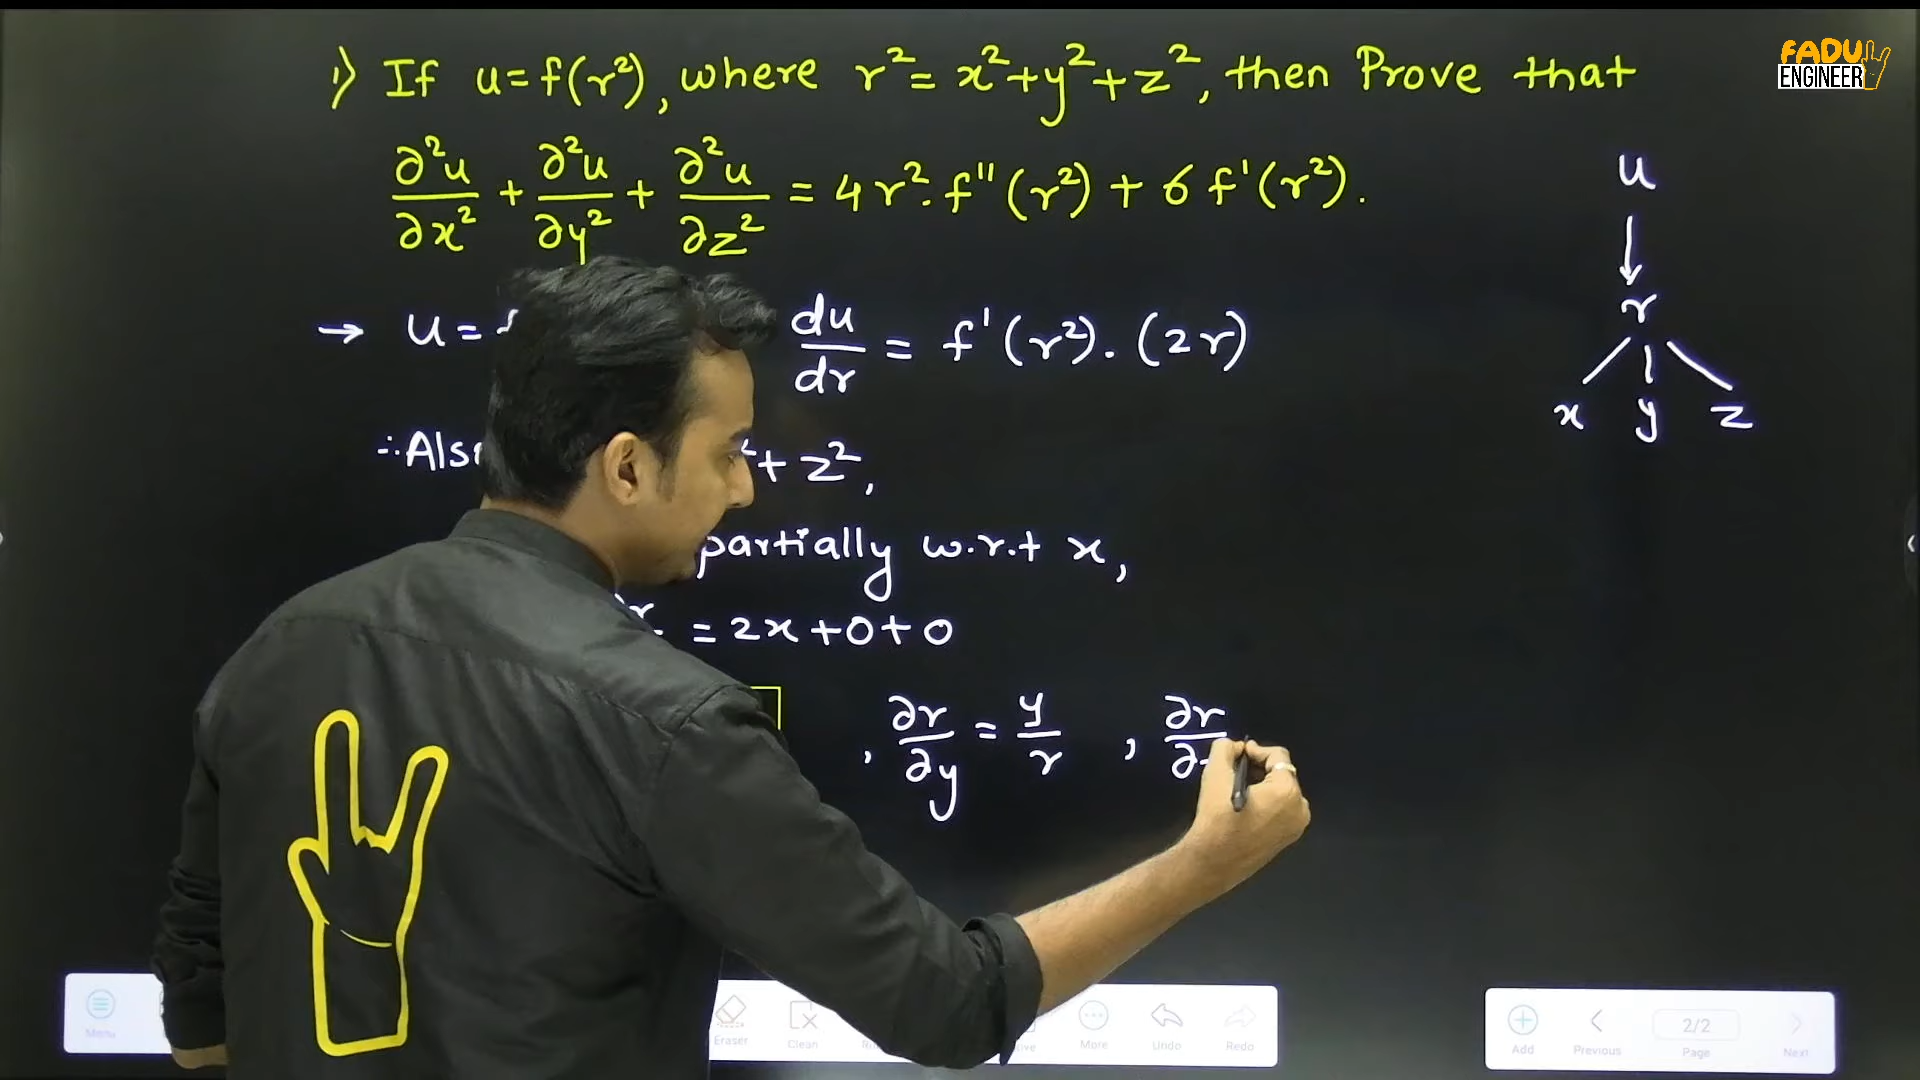 FADU
ENGINEER
1) If u=f(r²), where r²= x²+y²+z², then Prove that
∂²u/∂x² + ∂²u/∂y² + ∂²u/∂z² = 4r².f''(r²) + 6f'(r²).
u
r
x y z
→ u= du/dr = f'(r²).(2r)
∴ + z²,
partially w.r.t x,
= 2x+0+0
, ∂r/∂y = y/r , ∂r
Menu
Eraser
Clean
More
Undo
Redo
Add
Previous
2/2
Page
Next